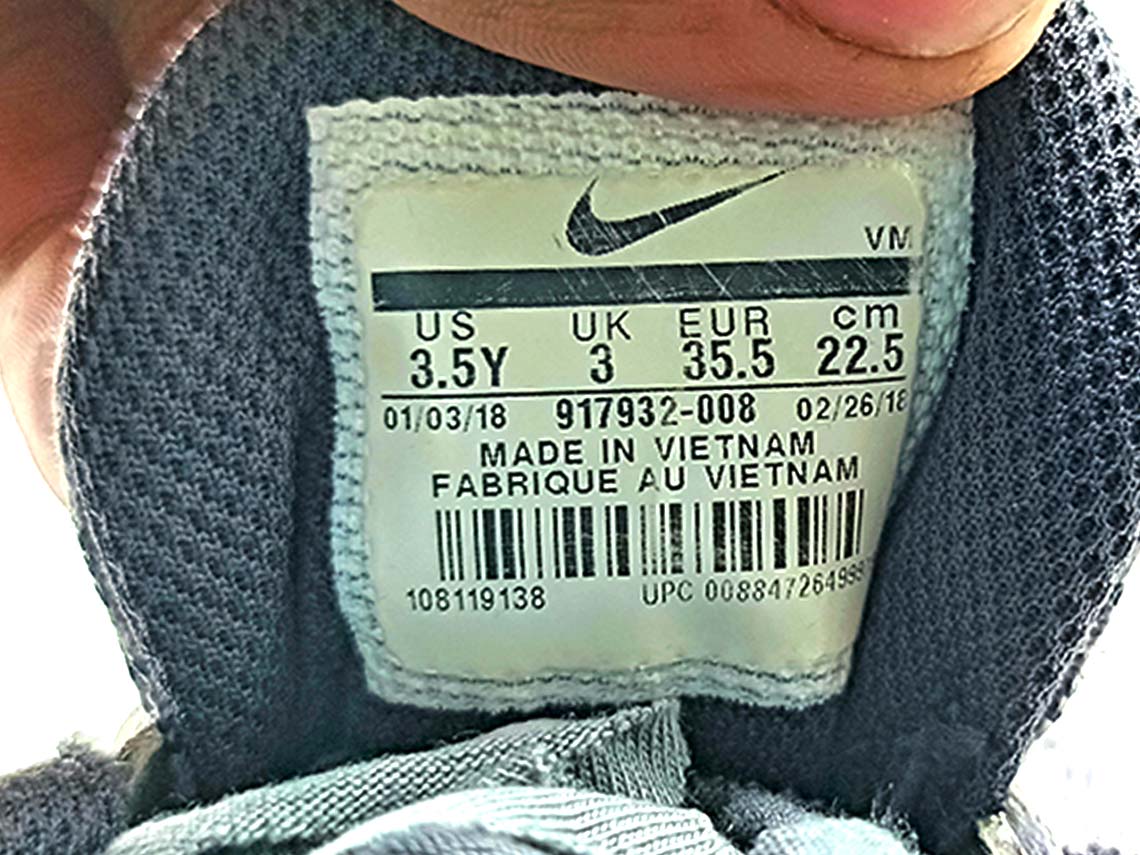 VM
US UK EUR cm
3.5Y 3 35.5 22.5
01/03/18 917932-008 02/26/18
MADE IN VIETNAM
FABRIQUE AU VIETNAM
108119138 UPC